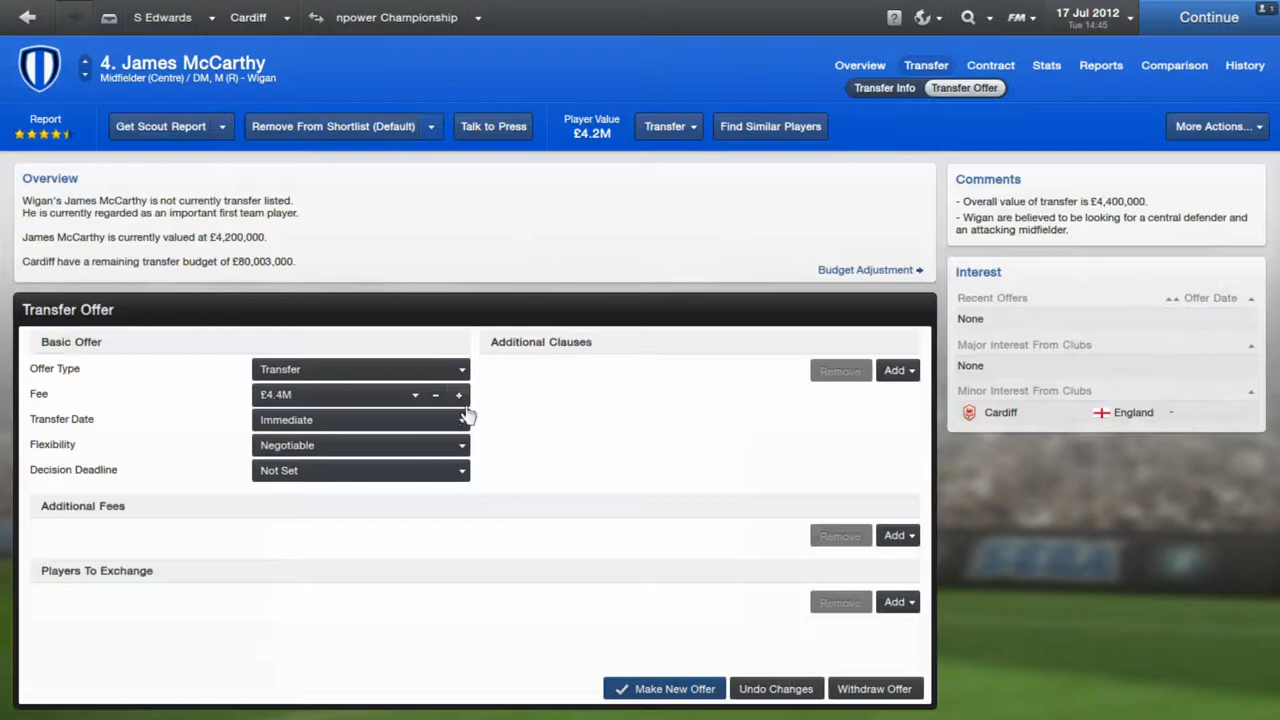 S Edwards
Cardiff
npower Championship
?
FM
17 Jul 2012
Tue 14:45
Continue
1
4. James McCarthy
Midfielder (Centre) / DM, M (R) - Wigan
Overview
Transfer
Contract
Stats
Reports
Comparison
History
Transfer Info
Transfer Offer
Report
Get Scout Report
Remove From Shortlist (Default)
Talk to Press
Player Value
£4.2M
Transfer
Find Similar Players
More Actions...
Overview
Wigan's James McCarthy is not currently transfer listed.
He is currently regarded as an important first team player.
James McCarthy is currently valued at £4,200,000.
Cardiff have a remaining transfer budget of £80,003,000.
Budget Adjustment
Comments
- Overall value of transfer is £4,400,000.
- Wigan are believed to be looking for a central defender and
an attacking midfielder.
Interest
Recent Offers
Offer Date
None
Major Interest From Clubs
None
Minor Interest From Clubs
Cardiff
England
-
Transfer Offer
Basic Offer
Offer Type
Transfer
Fee
£4.4M
- +
Transfer Date
Immediate
Flexibility
Negotiable
Decision Deadline
Not Set
Additional Clauses
Remove
Add
Additional Fees
Remove
Add
Players To Exchange
Remove
Add
Make New Offer
Undo Changes
Withdraw Offer
SEGA